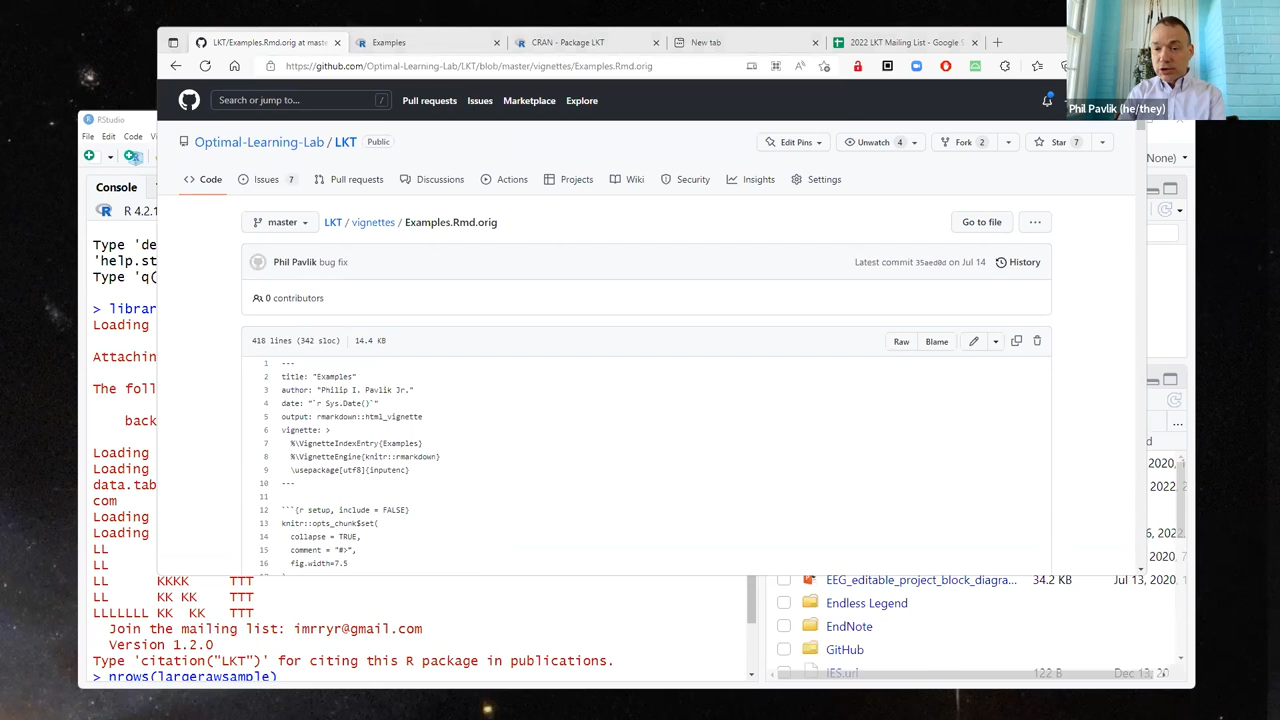 LKT/Examples.Rmd.orig at maste
Examples
CRAN - Package LKT
New tab
2022 LKT Mailing List - Google S
https://github.com/Optimal-Learning-Lab/LKT/blob/master/vignettes/Examples.Rmd.orig
Search or jump to...
/
Pull requests
Issues
Marketplace
Explore
Phil Pavlik (he/they)
RStudio
File Edit Code
Optimal-Learning-Lab / LKT Public
Edit Pins
Unwatch 4
Fork 2
Star 7
None)
Code
Issues 7
Pull requests
Discussions
Actions
Projects
Wiki
Security
Insights
Settings
Console
R 4.2.1
master
LKT / vignettes / Examples.Rmd.orig
Go to file
...
Phil Pavlik bug fix
Latest commit 35aed0d on Jul 14
History
0 contributors
418 lines (342 sloc) | 14.4 KB
Raw
Blame
1 ---
2 title: "Examples"
3 author: "Philip I. Pavlik Jr."
4 date: "`r Sys.Date()`"
5 output: rmarkdown::html_vignette
6 vignette: >
7 %\VignetteIndexEntry{Examples}
8 %\VignetteEngine{knitr::rmarkdown}
9 \usepackage[utf8]{inputenc}
10 ---
11
12 ```{r setup, include = FALSE}
13 knitr::opts_chunk$set(
14 collapse = TRUE,
15 comment = "#>",
16 fig.width=7.5
Type 'de
'help.st
Type 'q(
> librar
Loading
Attachin
The foll
back
Loading
Loading
data.tab
com
Loading
Loading
LL
LL
LL KKKK TTT
LL KK KK TTT
LLLLLLL KK KK TTT
Join the mailing list: imrryr@gmail.com
Version 1.2.0
Type 'citation("LKT")' for citing this R package in publications.
> nrows(largerawsample)
2020,
2022,
2020,
EEG_editable_project_block_diagra... 34.2 KB Jul 13, 2020,
Endless Legend
EndNote
GitHub
IES.url 122 B Dec 13, 20